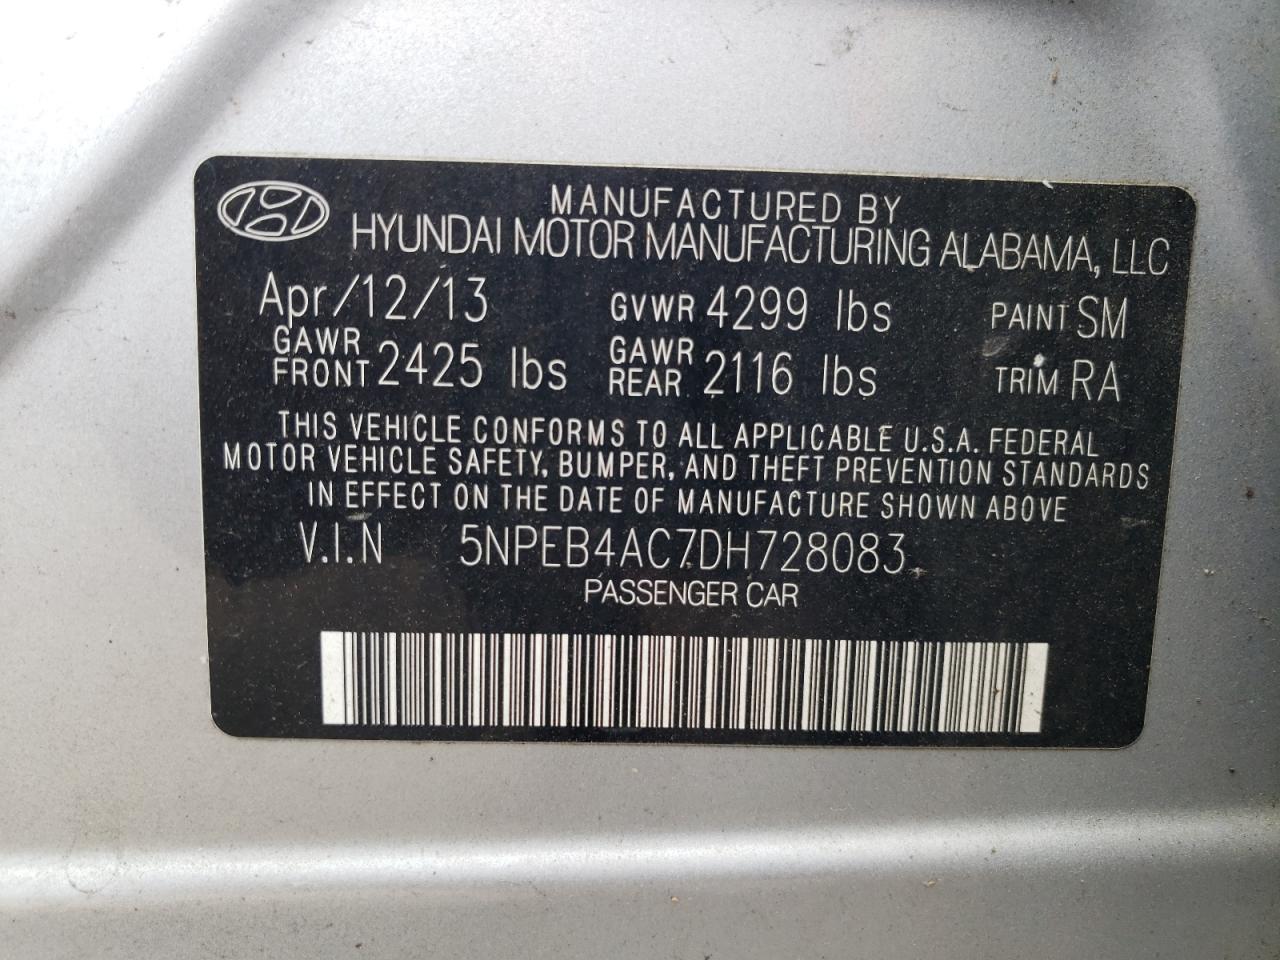 MANUFACTURED BY
HYUNDAI MOTOR MANUFACTURING ALABAMA, LLC
Apr/12/13 GVWR 4299 lbs PAINT SM
GAWR FRONT 2425 lbs GAWR REAR 2116 lbs TRIM RA
THIS VEHICLE CONFORMS TO ALL APPLICABLE U.S.A. FEDERAL
MOTOR VEHICLE SAFETY, BUMPER, AND THEFT PREVENTION STANDARDS
IN EFFECT ON THE DATE OF MANUFACTURE SHOWN ABOVE
V.I.N 5NPEB4AC7DH728083
PASSENGER CAR